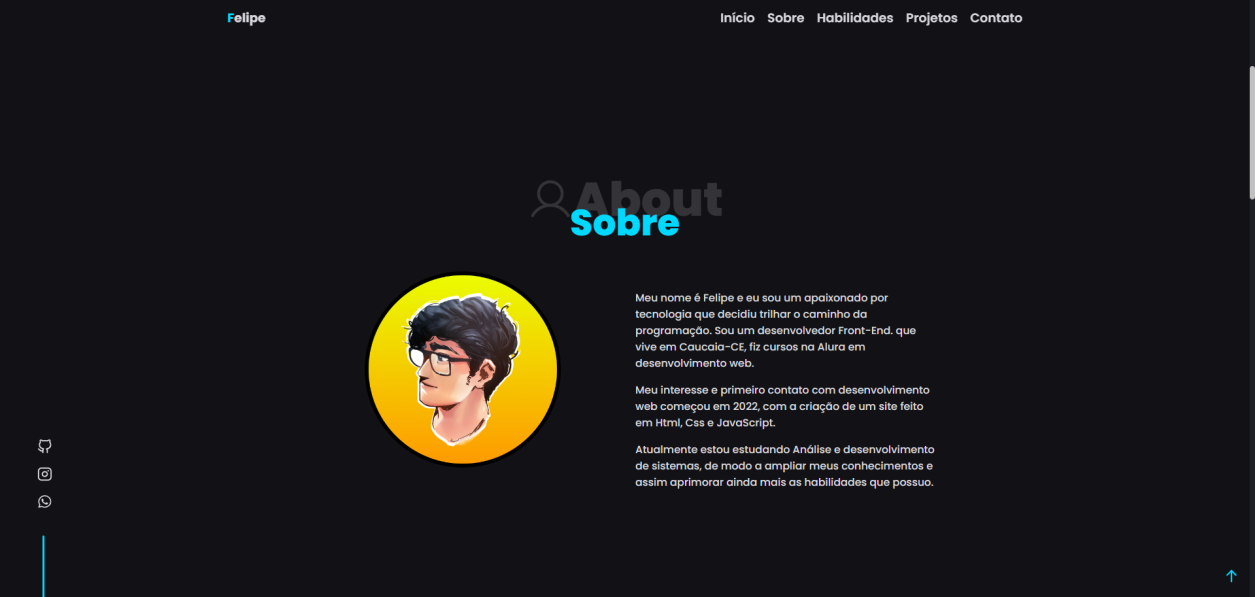 Felipe
Início Sobre Habilidades Projetos Contato
About
Sobre
Meu nome é Felipe e eu sou um apaixonado por
tecnologia que decidiu trilhar o caminho da
programação. Sou um desenvolvedor Front-End. que
vive em Caucaia-CE, fiz cursos na Alura em
desenvolvimento web.
Meu interesse e primeiro contato com desenvolvimento
web começou em 2022, com a criação de um site feito
em Html, Css e JavaScript.
Atualmente estou estudando Análise e desenvolvimento
de sistemas, de modo a ampliar meus conhecimentos e
assim aprimorar ainda mais as habilidades que possuo.